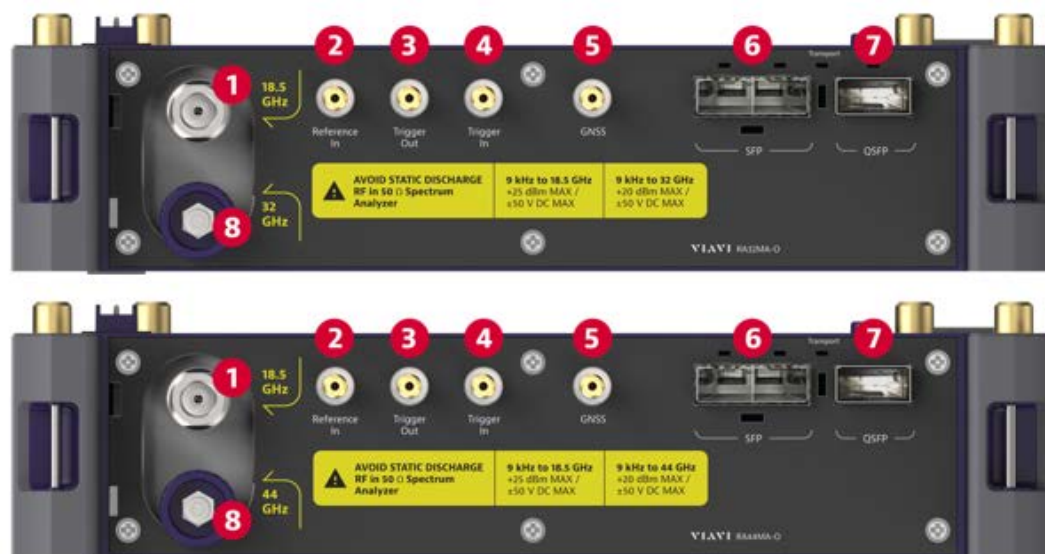 1
18.5
GHz
2
Reference
In
3
Trigger
Out
4
Trigger
In
5
GNSS
6
SFP
Transport
7
QSFP
AVOID STATIC DISCHARGE
RF in 50 Ω Spectrum
Analyzer
9 kHz to 18.5 GHz
+25 dBm MAX /
±50 V DC MAX
9 kHz to 32 GHz
+20 dBm MAX /
±50 V DC MAX
32
GHz
8
VIAVI RA32MA-O
1
18.5
GHz
2
Reference
In
3
Trigger
Out
4
Trigger
In
5
GNSS
6
SFP
Transport
7
QSFP
AVOID STATIC DISCHARGE
RF in 50 Ω Spectrum
Analyzer
9 kHz to 18.5 GHz
+25 dBm MAX /
±50 V DC MAX
9 kHz to 44 GHz
+20 dBm MAX /
±50 V DC MAX
44
GHz
8
VIAVI RA44MA-O